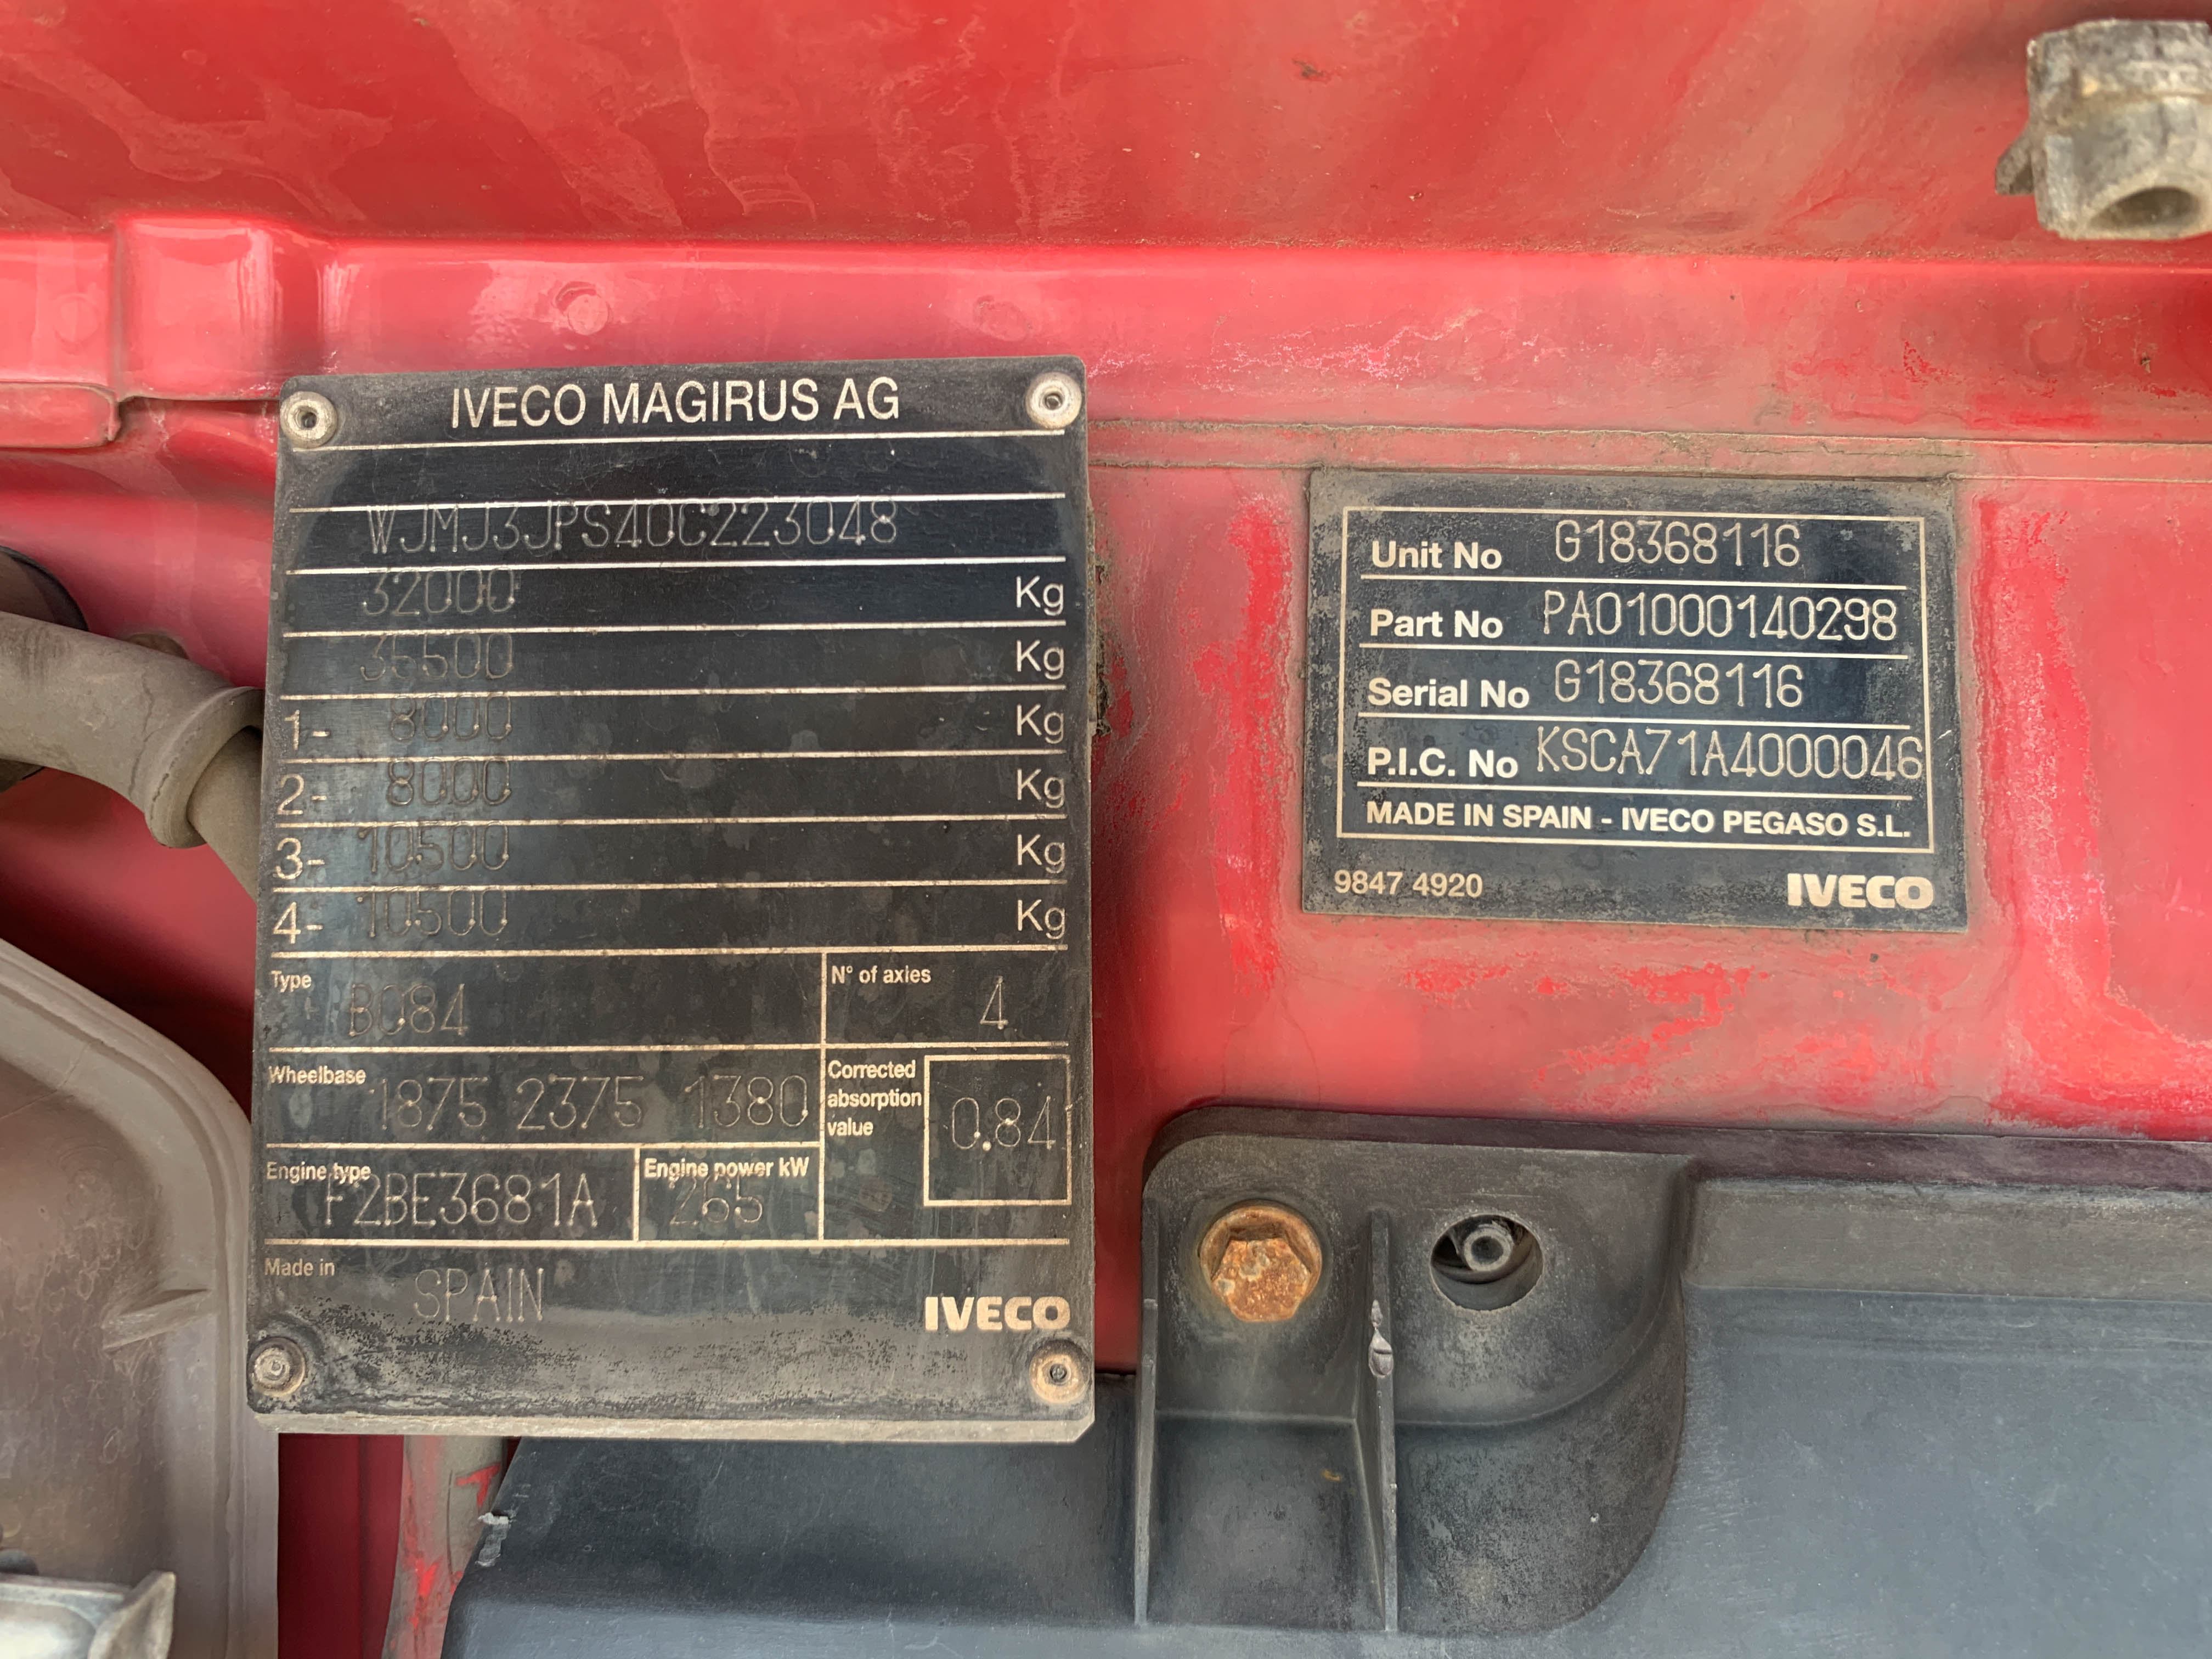 IVECO MAGIRUS AG
WJMJ3JPS40C223048
32000 Kg
35500 Kg
1- 8000 Kg
2- 8000 Kg
3- 10500 Kg
4- 10500 Kg
Type B084
N° of axies 4
Wheelbase 1875 2375 1380
Corrected absorption value 0.84
Engine type F2BE3681A
Engine power kW 265
Made in SPAIN
IVECO
Unit No G18368116
Part No PA01000140298
Serial No G18368116
P.I.C. No KSCA71A4000046
MADE IN SPAIN - IVECO PEGASO S.L.
9847 4920 IVECO